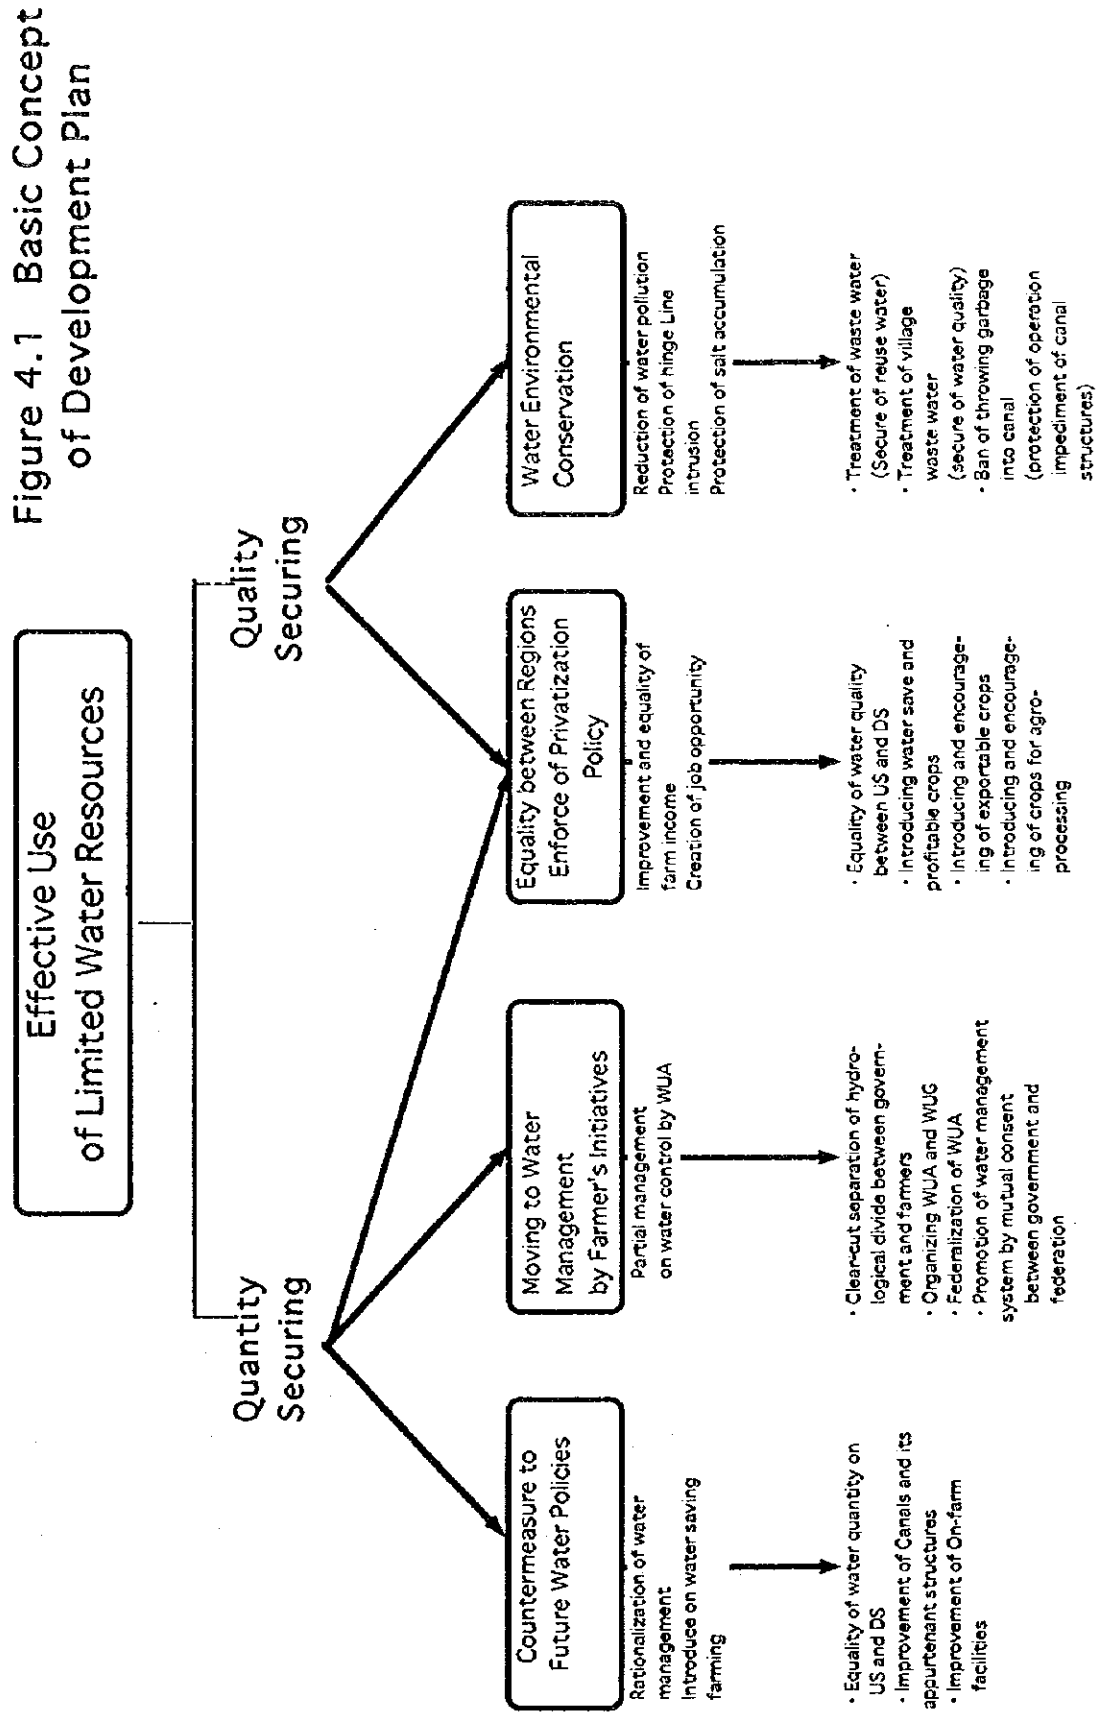 Figure 4.1 Basic Concept
of Development Plan
Effective Use
of Limited Water Resources
Quantity
Securing
Quality
Securing
Countermeasure to
Future Water Policies
Rationalization of water
management
Introduce on water saving
farming
· Equality of water quantity on
US and DS
· Improvement of Canals and its
appurtenant structures
· Improvement of On-farm
facilities
Moving to Water
Management
by Farmer's Initiatives
Partial management
on water control by WUA
· Clear-cut separation of hydro-
logical divide between govern-
ment and farmers
· Organizing WUA and WUG
· Federalization of WUA
· Promotion of water management
system by mutual consent
between government and
federation
Equality between Regions
Enforce of Privatization
Policy
Improvement and equality of
farm income
Creation of job opportunity
· Equality of water quality
between US and DS
· Introducing water save and
profitable crops
· Introducing and encourage-
ing of exportable crops
· Introducing and encourage-
ing of crops for agro-
processing
Water Environmental
Conservation
Reduction of water pollution
Protection of hinge Line
intrusion
Protection of salt accumulation
· Treatment of waste water
(Secure of reuse water)
· Treatment of village
waste water
(secure of water quality)
· Ban of throwing garbage
into canal
(protection of operation
impediment of canal
structures)